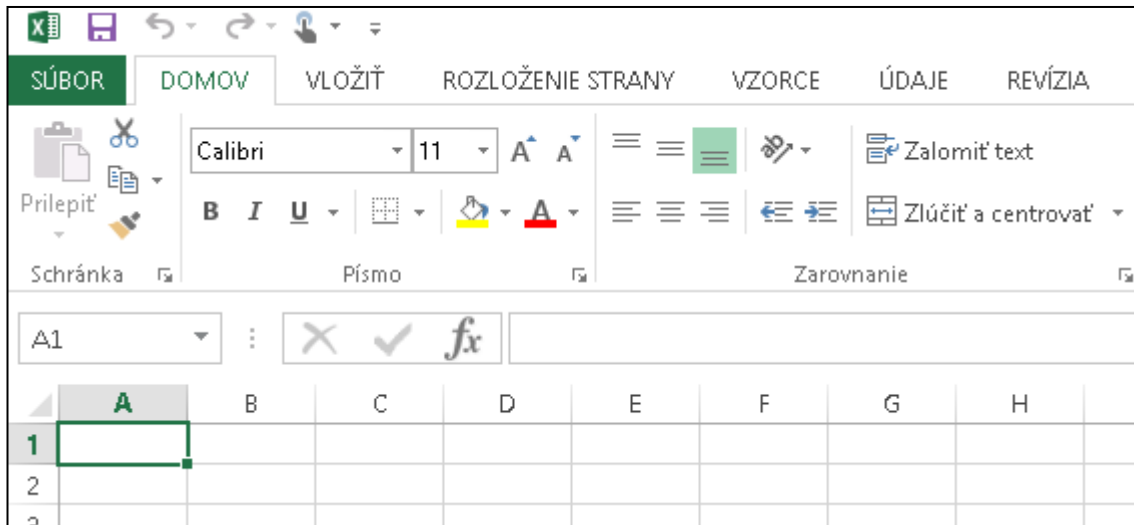 SÚBOR DOMOV VLOŽIŤ ROZLOŽENIE STRANY VZORCE ÚDAJE REVÍZIA
Calibri 11 A A Zalomiť text
Prilepiť B I U A Zlúčiť a centrovať
Schránka Písmo Zarovnanie
A1 fx
A B C D E F G H
1
2